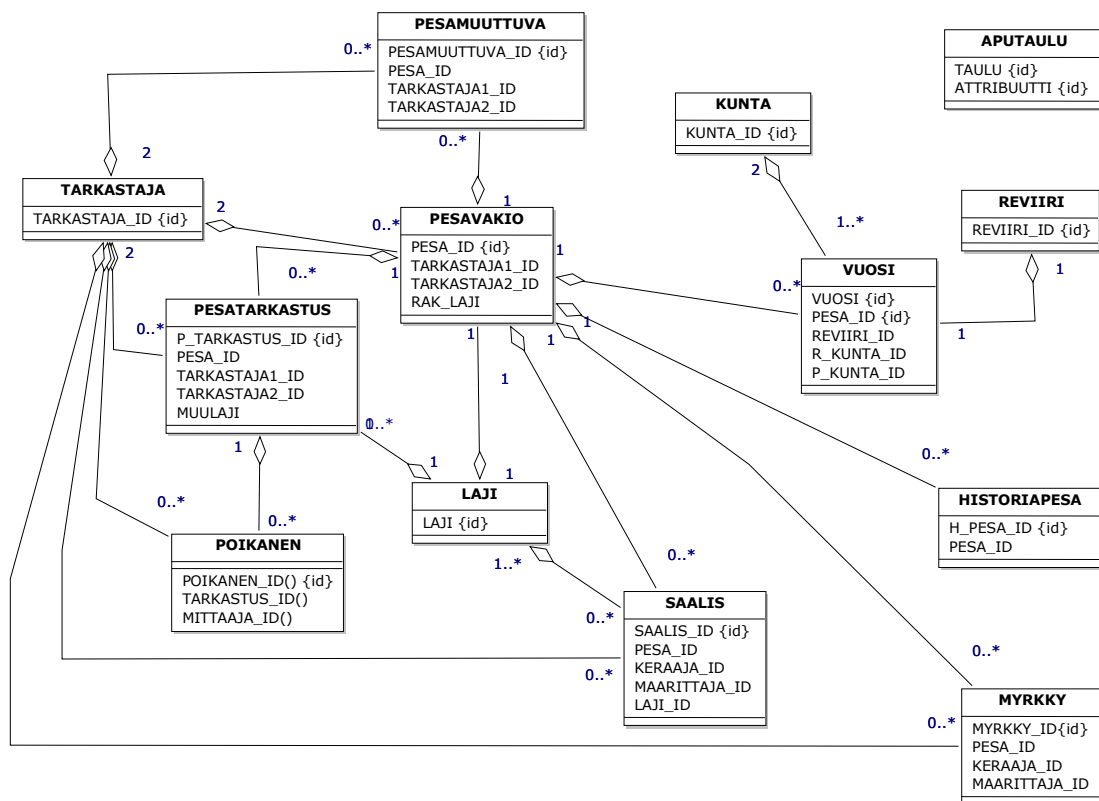 PESAMUUTTUVA
PESAMUUTTUVA_ID {id}
PESA_ID
TARKASTAJA1_ID
TARKASTAJA2_ID
0..*
0..*
2
1
APUTAULU
TAULU {id}
ATTRIBUUTTI {id}
KUNTA
KUNTA_ID {id}
2
1..*
TARKASTAJA
TARKASTAJA_ID {id}
2
2
0..*
PESAVAKIO
PESA_ID {id}
TARKASTAJA1_ID
TARKASTAJA2_ID
RAK_LAJI
1
1
1
1
1
1
REVIIRI
REVIIRI_ID {id}
1
1
VUOSI
VUOSI {id}
PESA_ID {id}
REVIIRI_ID
R_KUNTA_ID
P_KUNTA_ID
0..*
PESATARKASTUS
P_TARKASTUS_ID {id}
PESA_ID
TARKASTAJA1_ID
TARKASTAJA2_ID
MUULAJI
0..*
0..*
1
0..*
LAJI
LAJI {id}
1
1
1..*
0..*
HISTORIAPESA
H_PESA_ID {id}
PESA_ID
0..*
POIKANEN
POIKANEN_ID() {id}
TARKASTUS_ID()
MITTAAJA_ID()
0..*
0..*
SAALIS
SAALIS_ID {id}
PESA_ID
KERAAJA_ID
MAARITTAJA_ID
LAJI_ID
0..*
0..*
MYRKKY
MYRKKY_ID{id}
PESA_ID
KERAAJA_ID
MAARITTAJA_ID
0..*
0..*